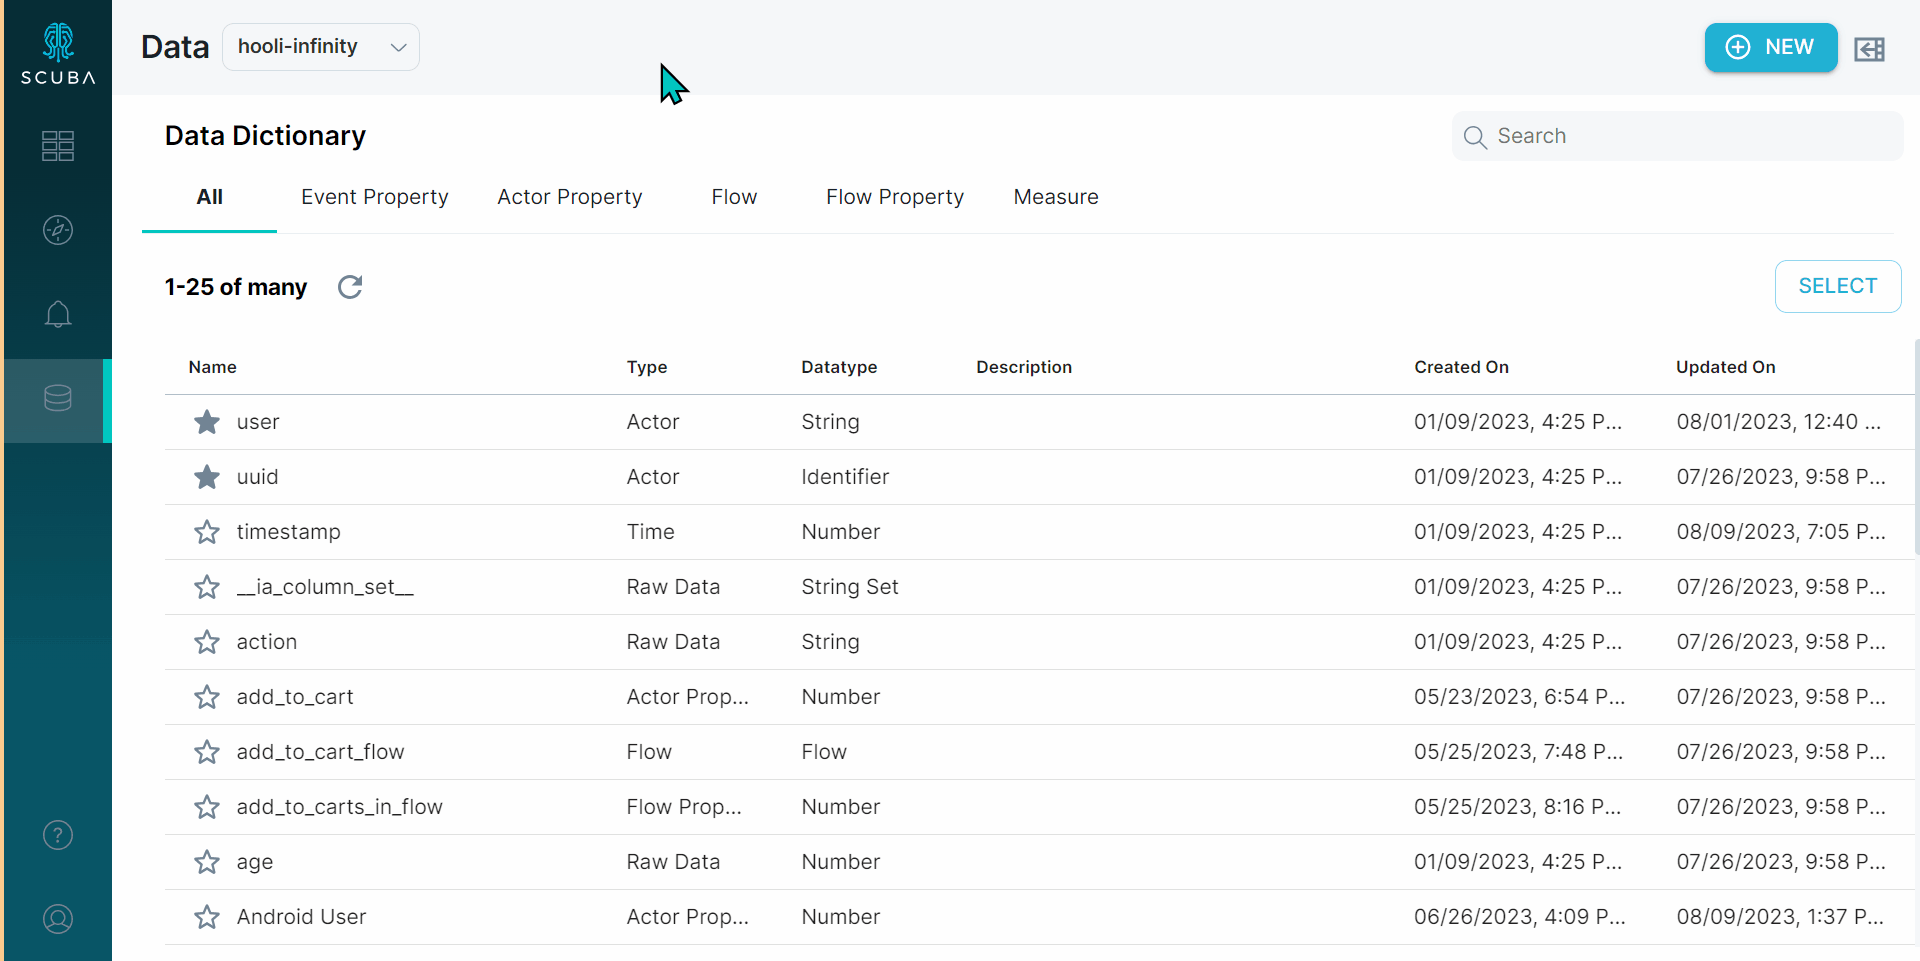 SCUBA
Data hooli-infinity
NEW
Data Dictionary
Search
All Event Property Actor Property Flow Flow Property Measure
1-25 of many
SELECT
Name Type Datatype Description Created On Updated On
user Actor String 01/09/2023, 4:25 P... 08/01/2023, 12:40 ...
uuid Actor Identifier 01/09/2023, 4:25 P... 07/26/2023, 9:58 P...
timestamp Time Number 01/09/2023, 4:25 P... 08/09/2023, 7:05 P...
__ia_column_set__ Raw Data String Set 01/09/2023, 4:25 P... 07/26/2023, 9:58 P...
action Raw Data String 01/09/2023, 4:25 P... 07/26/2023, 9:58 P...
add_to_cart Actor Prop... Number 05/23/2023, 6:54 P... 07/26/2023, 9:58 P...
add_to_cart_flow Flow Flow 05/25/2023, 7:48 P... 07/26/2023, 9:58 P...
add_to_carts_in_flow Flow Prop... Number 05/25/2023, 8:16 P... 07/26/2023, 9:58 P...
age Raw Data Number 01/09/2023, 4:25 P... 07/26/2023, 9:58 P...
Android User Actor Prop... Number 06/26/2023, 4:09 P... 08/09/2023, 1:37 P...